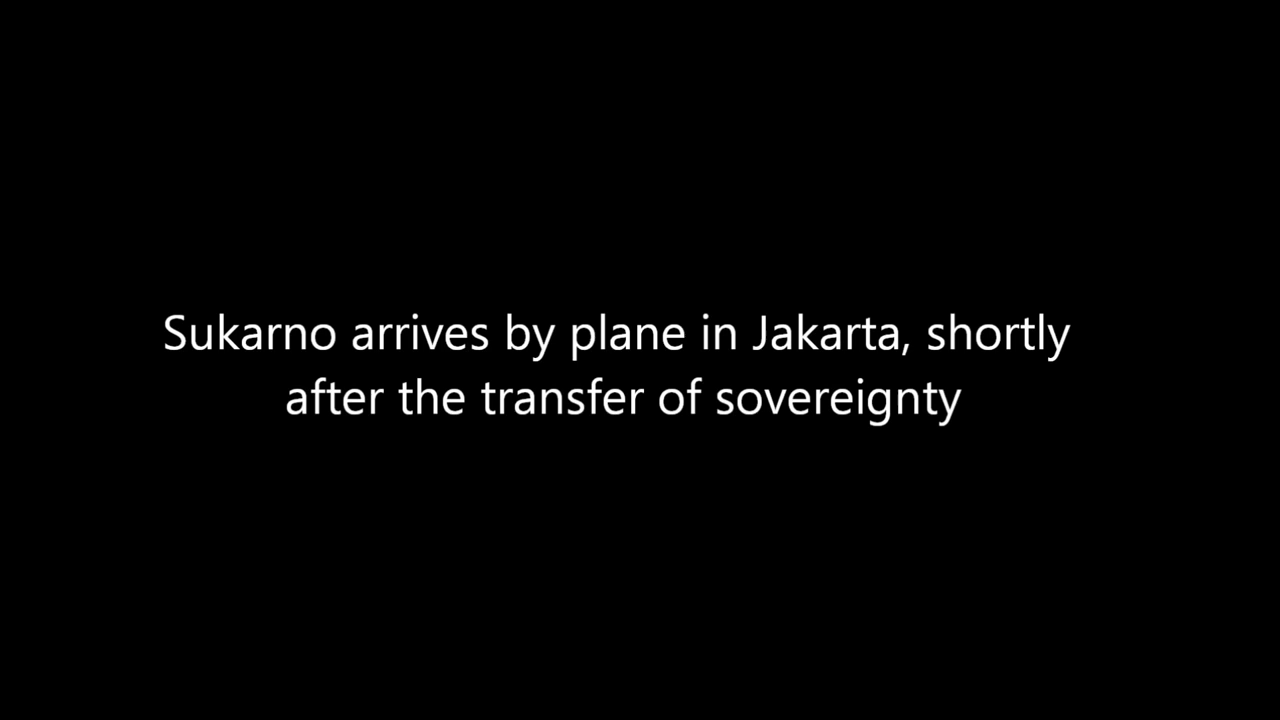 Sukarno arrives by plane in Jakarta, shortly
after the transfer of sovereignty